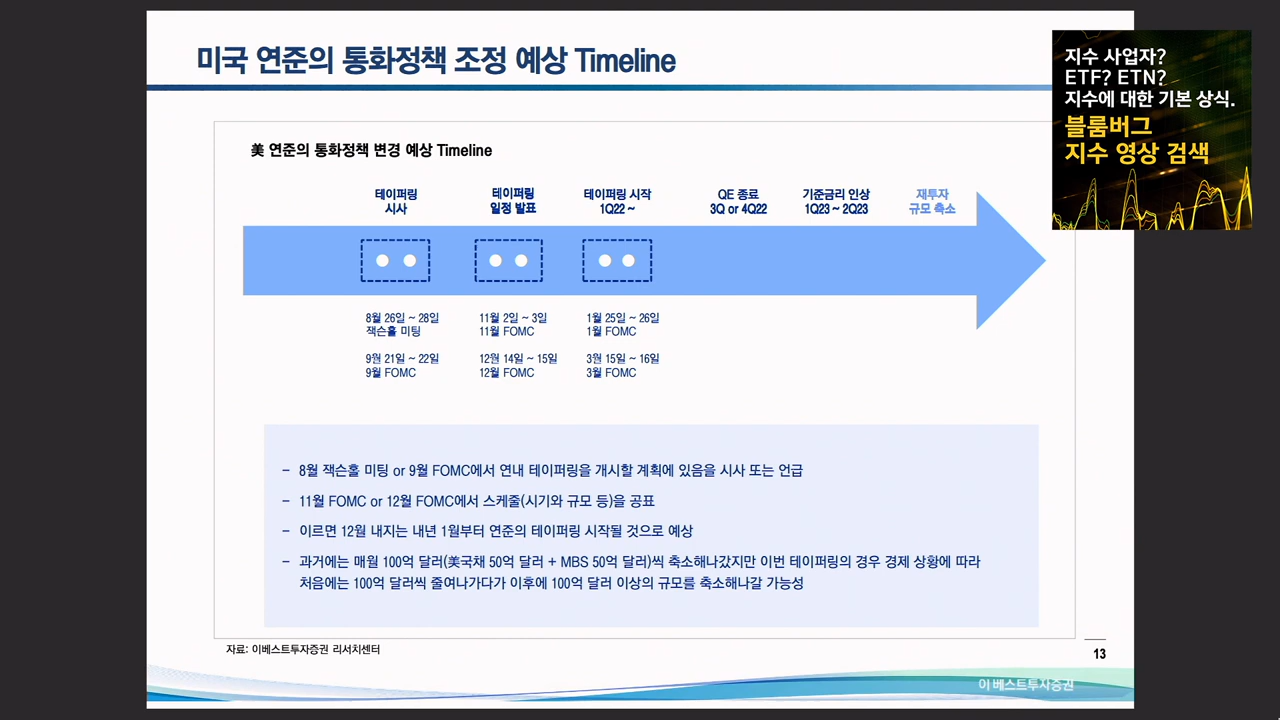 미국 연준의 통화정책 조정 예상 Timeline
지수 사업자?
ETF? ETN?
지수에 대한 기본 상식.
블룸버그
지수 영상 검색
美 연준의 통화정책 변경 예상 Timeline
테이퍼링
시사
테이퍼링
일정 발표
테이퍼링 시작
1Q22 ~
QE 종료
3Q or 4Q22
기준금리 인상
1Q23 ~ 2Q23
재투자
규모 축소
8월 26일 ~ 28일
잭슨홀 미팅
9월 21일 ~ 22일
9월 FOMC
11월 2일 ~ 3일
11월 FOMC
12월 14일 ~ 15일
12월 FOMC
1월 25일 ~ 26일
1월 FOMC
3월 15일 ~ 16일
3월 FOMC
– 8월 잭슨홀 미팅 or 9월 FOMC에서 연내 테이퍼링을 개시할 계획에 있음을 시사 또는 언급
– 11월 FOMC or 12월 FOMC에서 스케줄(시기와 규모 등)을 공표
– 이르면 12월 내지는 내년 1월부터 연준의 테이퍼링 시작될 것으로 예상
– 과거에는 매월 100억 달러(美국채 50억 달러 + MBS 50억 달러)씩 축소해나갔지만 이번 테이퍼링의 경우 경제 상황에 따라
처음에는 100억 달러씩 줄여나가다가 이후에 100억 달러 이상의 규모를 축소해나갈 가능성
자료: 이베스트투자증권 리서치센터
13
이베스트투자증권